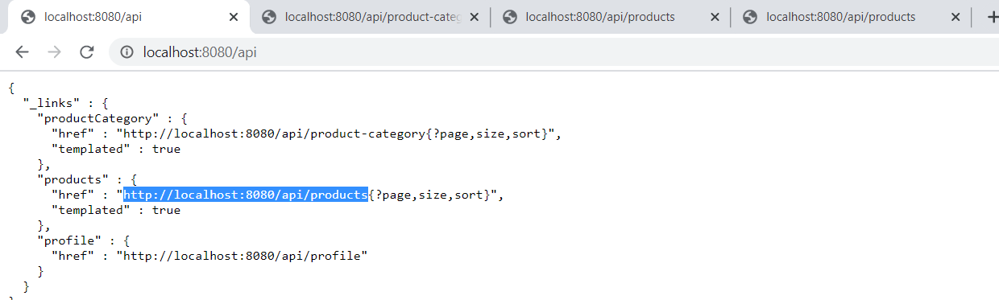 localhost:8080/api
localhost:8080/api/product-categ
localhost:8080/api/products
localhost:8080/api/products
localhost:8080/api
{
  "_links" : {
    "productCategory" : {
      "href" : "http://localhost:8080/api/product-category{?page,size,sort}",
      "templated" : true
    },
    "products" : {
      "href" : "http://localhost:8080/api/products{?page,size,sort}",
      "templated" : true
    },
    "profile" : {
      "href" : "http://localhost:8080/api/profile"
    }
  }
}